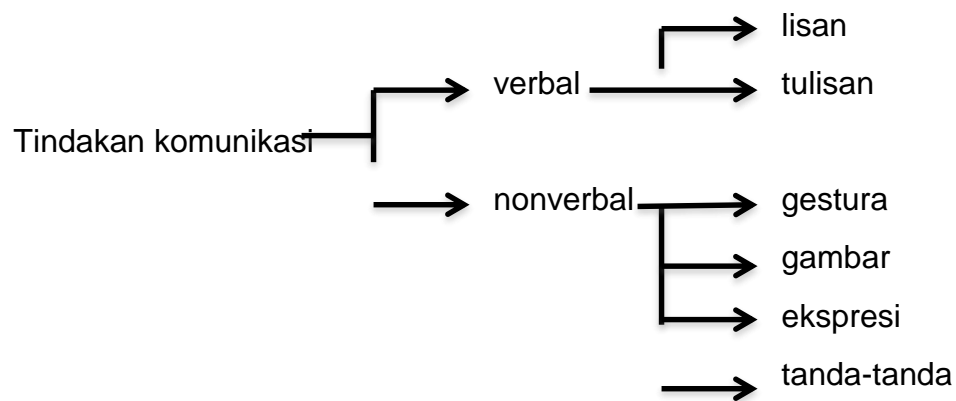 lisan
verbal
tulisan
Tindakan komunikasi
nonverbal
gestura
gambar
ekspresi
tanda-tanda